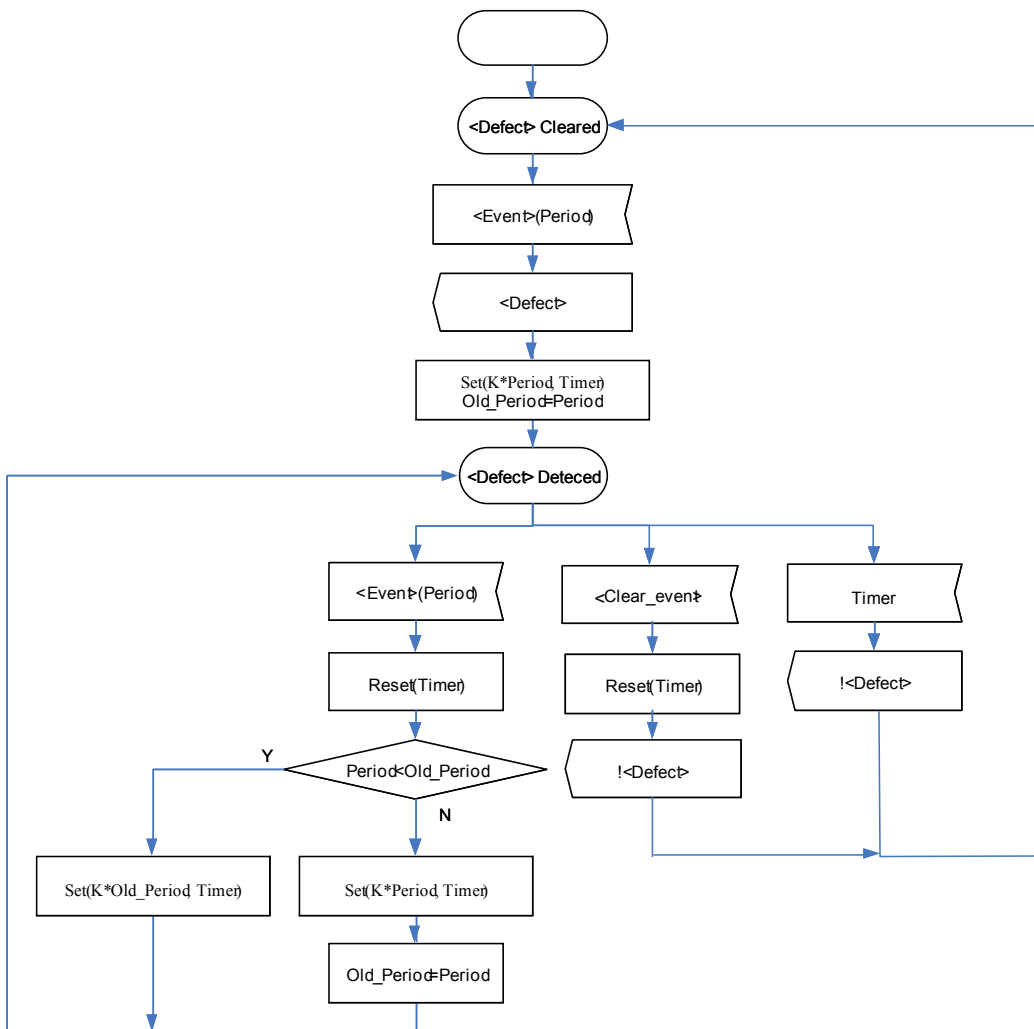 <Defect> Cleared
<Event>(Period)
<Defect>
Set(K*Period, Timer)
Old_Period=Period
<Defect> Deteced
<Event>(Period)
<Clear_event>
Timer
Reset(Timer)
Reset(Timer)
!<Defect>
Y
Period<Old_Period
!<Defect>
N
Set(K*Old_Period, Timer)
Set(K*Period, Timer)
Old_Period=Period